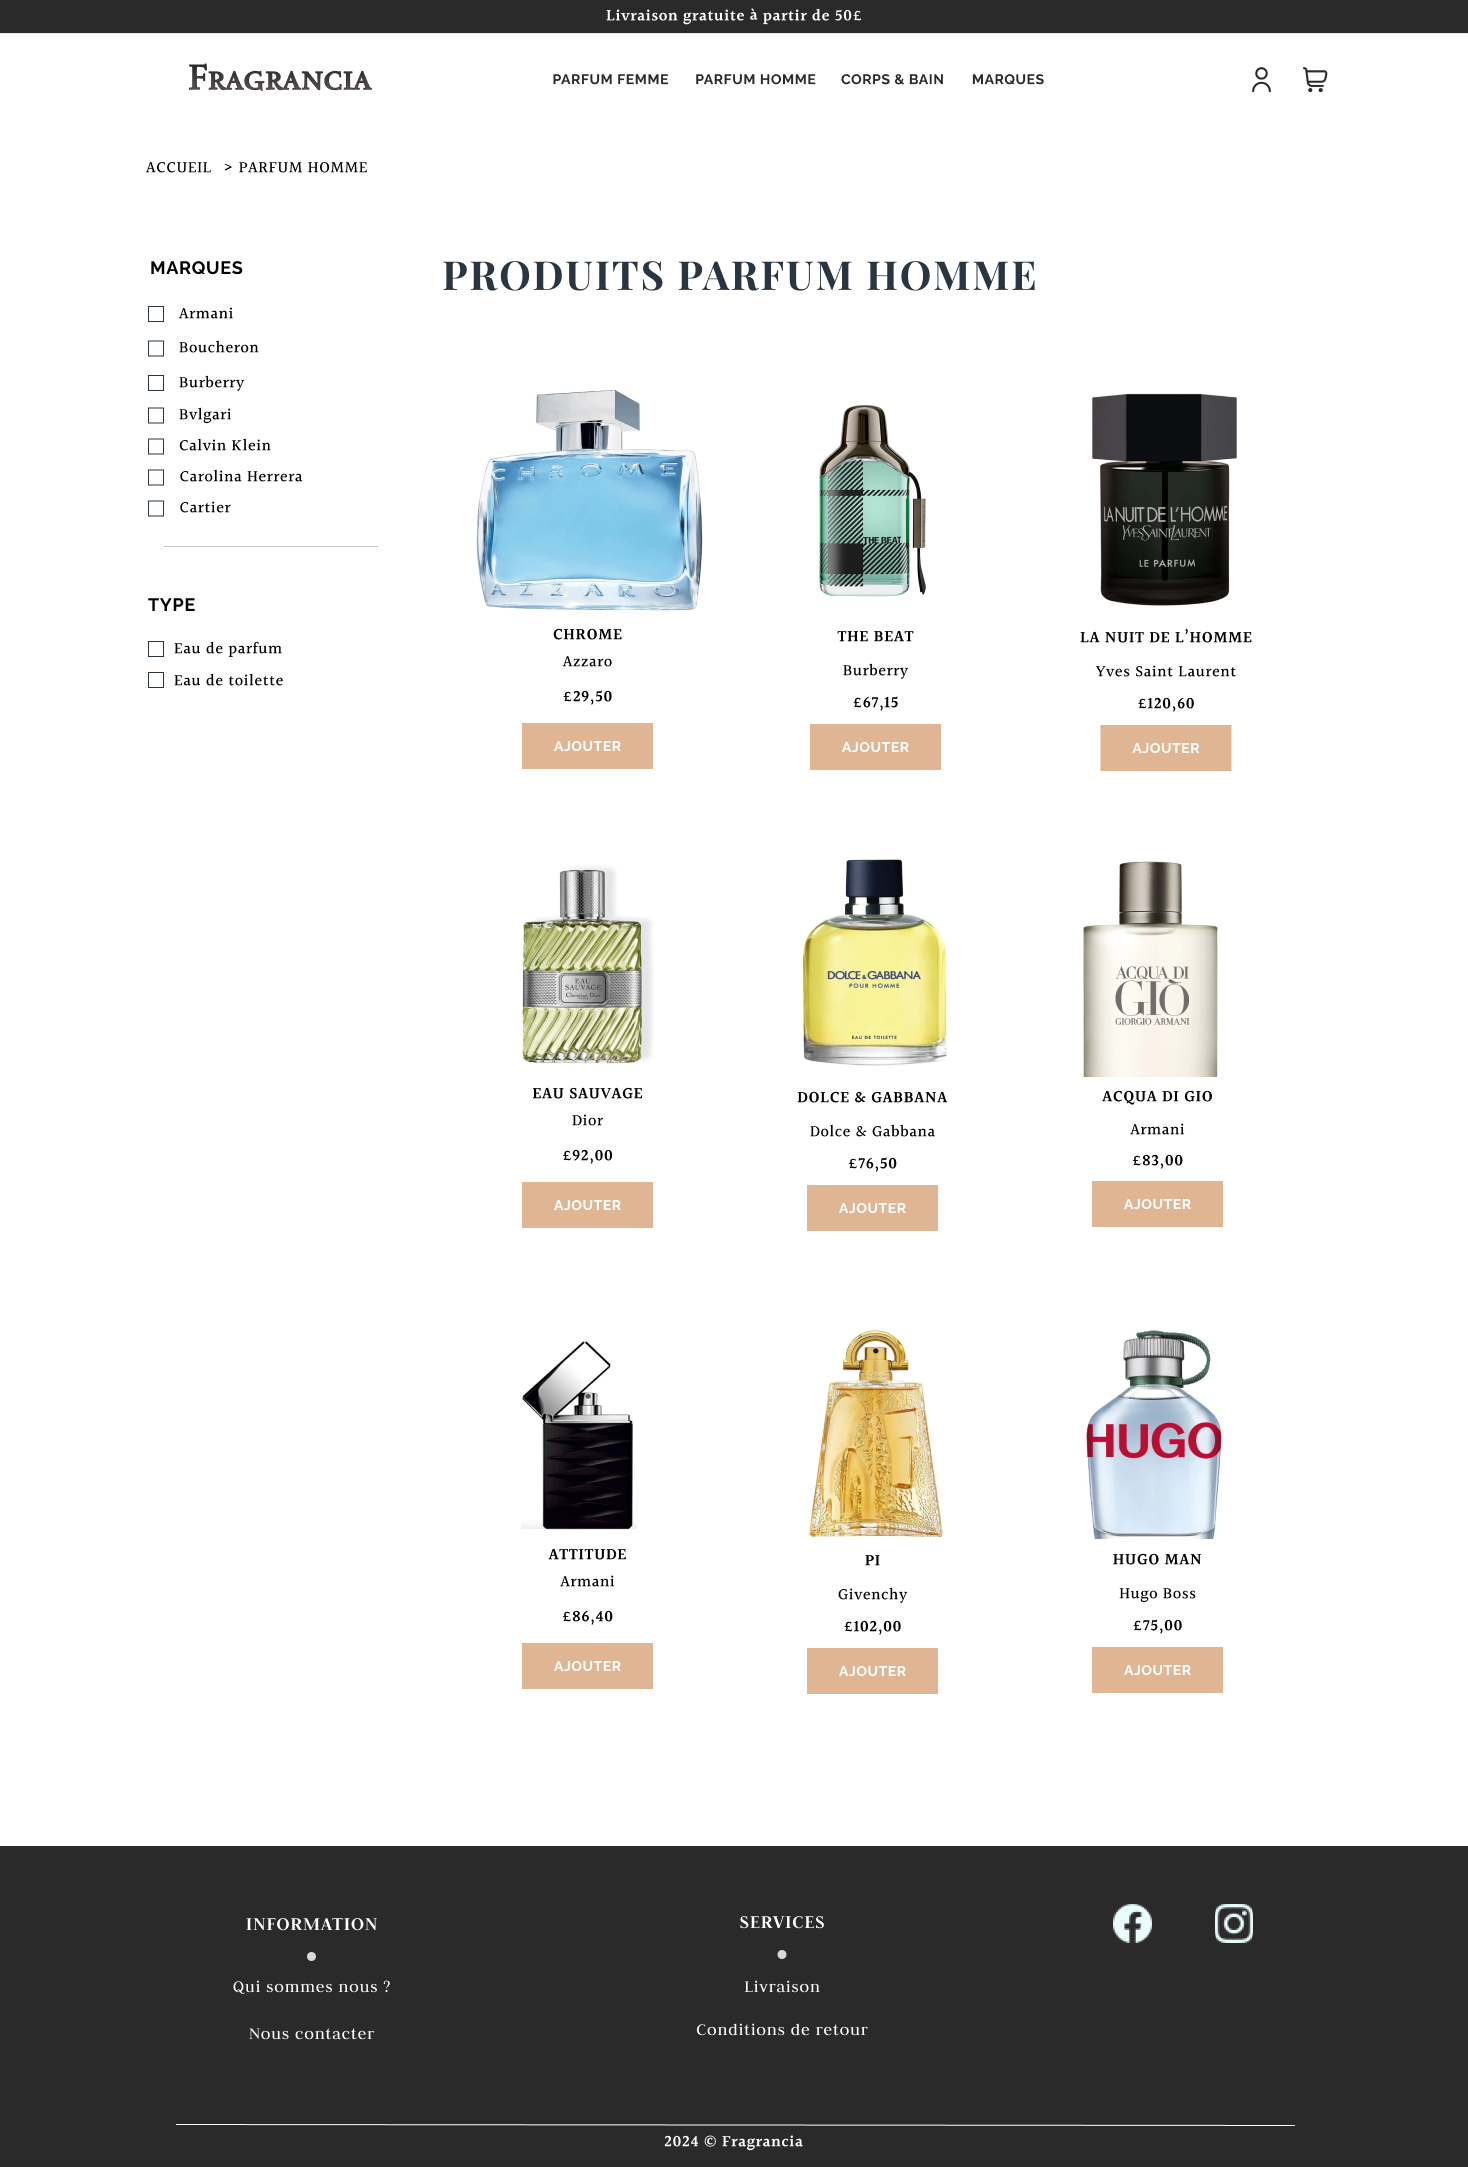 Livraison gratuite à partir de 50£
FRAGRANCIA
PARFUM FEMME PARFUM HOMME CORPS & BAIN MARQUES
ACCUEIL > PARFUM HOMME
MARQUES
Armani
Boucheron
Burberry
Bvlgari
Calvin Klein
Carolina Herrera
Cartier
TYPE
Eau de parfum
Eau de toilette
PRODUITS PARFUM HOMME
CHROME
AZZARO
CHROME
Azzaro
£29,50
AJOUTER
THE BEAT
THE BEAT
Burberry
£67,15
AJOUTER
LA NUIT DE L'HOMME
YVESSAINTLAURENT
LE PARFUM
LA NUIT DE L’HOMME
Yves Saint Laurent
£120,60
AJOUTER
EAU
SAUVAGE
Christian Dior
EAU SAUVAGE
Dior
£92,00
AJOUTER
DOLCE & GABBANA
POUR HOMME
EAU DE TOILETTE
DOLCE & GABBANA
Dolce & Gabbana
£76,50
AJOUTER
ACQUA DI
GIÒ
GIORGIO ARMANI
ACQUA DI GIO
Armani
£83,00
AJOUTER
ATTITUDE
Armani
£86,40
AJOUTER
PI
Givenchy
£102,00
AJOUTER
HUGO
HUGO MAN
Hugo Boss
£75,00
AJOUTER
INFORMATION
Qui sommes nous ?
Nous contacter
SERVICES
Livraison
Conditions de retour
2024 © Fragrancia